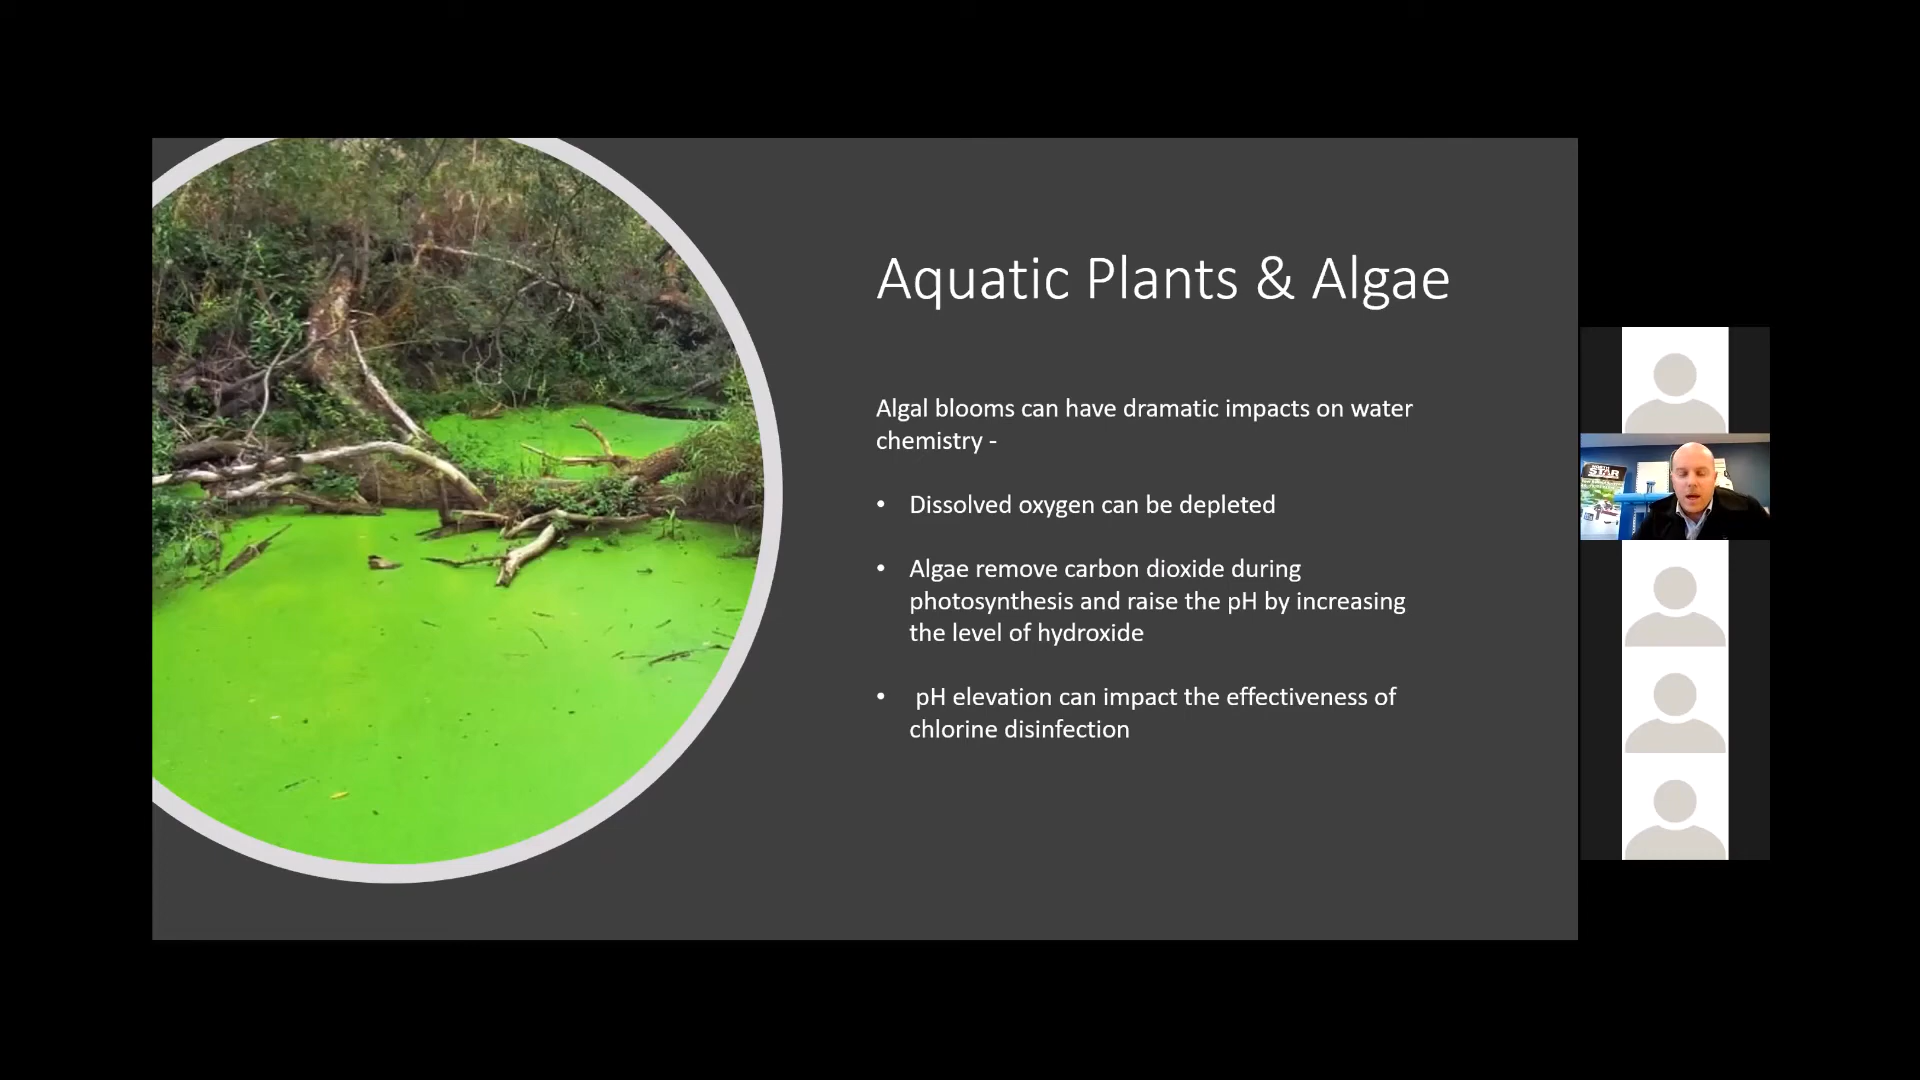 Aquatic Plants & Algae
Algal blooms can have dramatic impacts on water
chemistry -
• Dissolved oxygen can be depleted
• Algae remove carbon dioxide during
photosynthesis and raise the pH by increasing
the level of hydroxide
• pH elevation can impact the effectiveness of
chlorine disinfection
NORTH
STAR